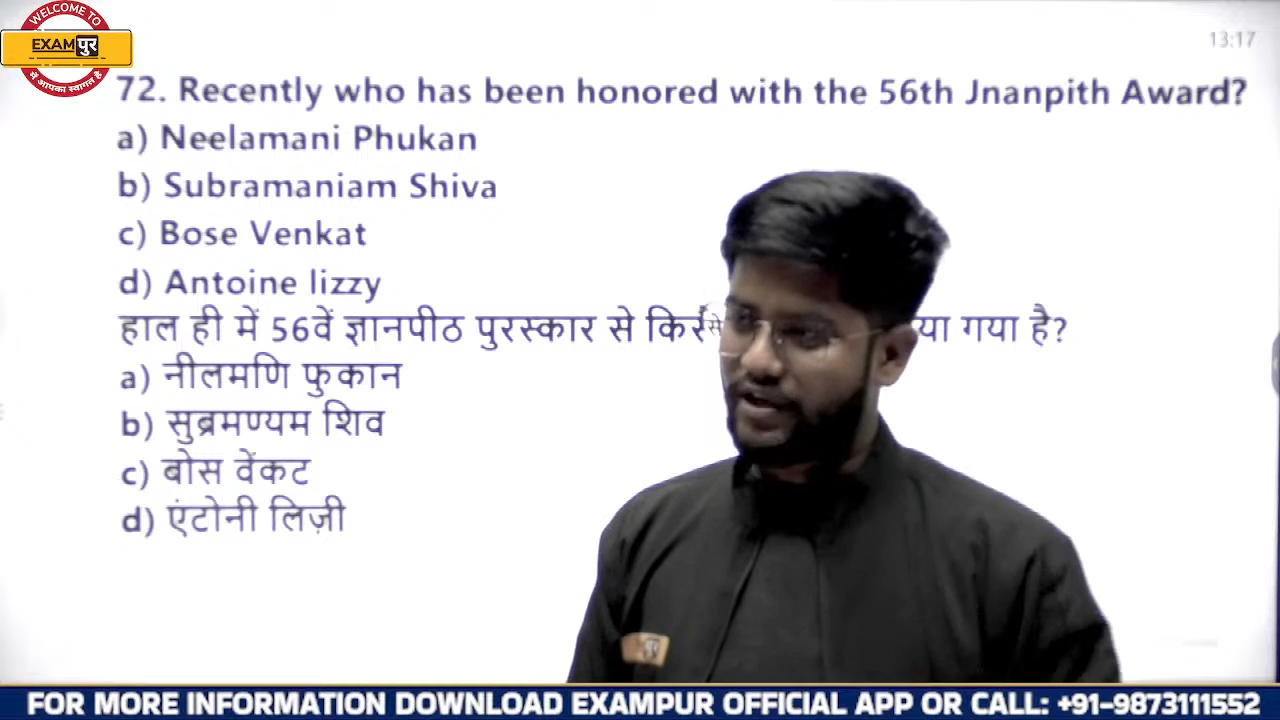 WELCOME TO
EXAMपुर
में आपका स्वागत है
13:17
72. Recently who has been honored with the 56th Jnanpith Award?
a) Neelamani Phukan
b) Subramaniam Shiva
c) Bose Venkat
d) Antoine lizzy
हाल ही में 56वें ज्ञानपीठ पुरस्कार से या गया है?
a) नीलमणि फुकान
b) सुब्रमण्यम शिव
c) बोस वेंकट
d) एंटोनी लिज़ी
पुर
FOR MORE INFORMATION DOWNLOAD EXAMPUR OFFICIAL APP OR CALL: +91-9873111552